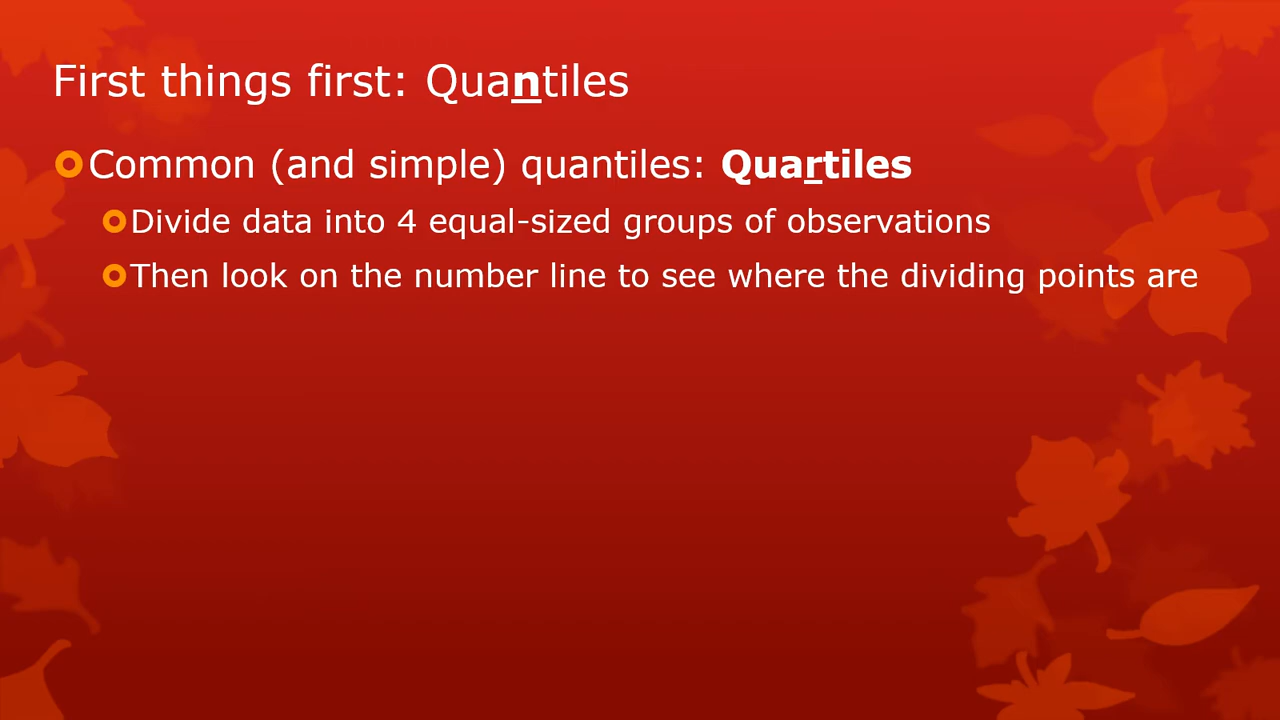 First things first: Quantiles
Common (and simple) quantiles: Quartiles
Divide data into 4 equal-sized groups of observations
Then look on the number line to see where the dividing points are